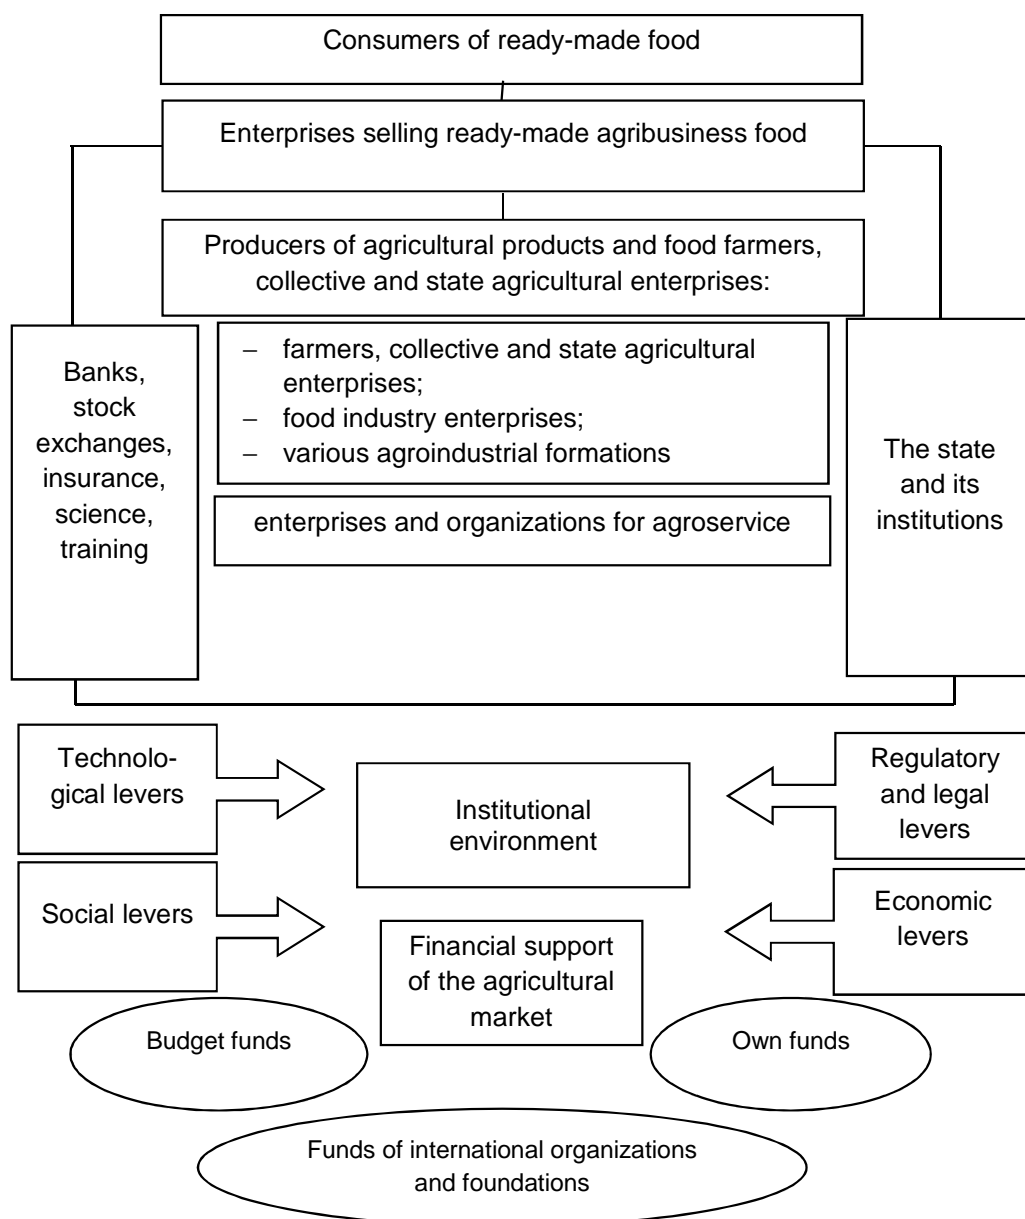 Consumers of ready-made food
Enterprises selling ready-made agribusiness food
Producers of agricultural products and food farmers,
collective and state agricultural enterprises:
Banks,
stock
exchanges,
insurance,
science,
training
– farmers, collective and state agricultural
enterprises;
– food industry enterprises;
– various agroindustrial formations
enterprises and organizations for agroservice
The state
and its
institutions
Technolo-
gical levers
Institutional
environment
Regulatory
and legal
levers
Social levers
Financial support
of the agricultural
market
Economic
levers
Budget funds
Own funds
Funds of international organizations
and foundations